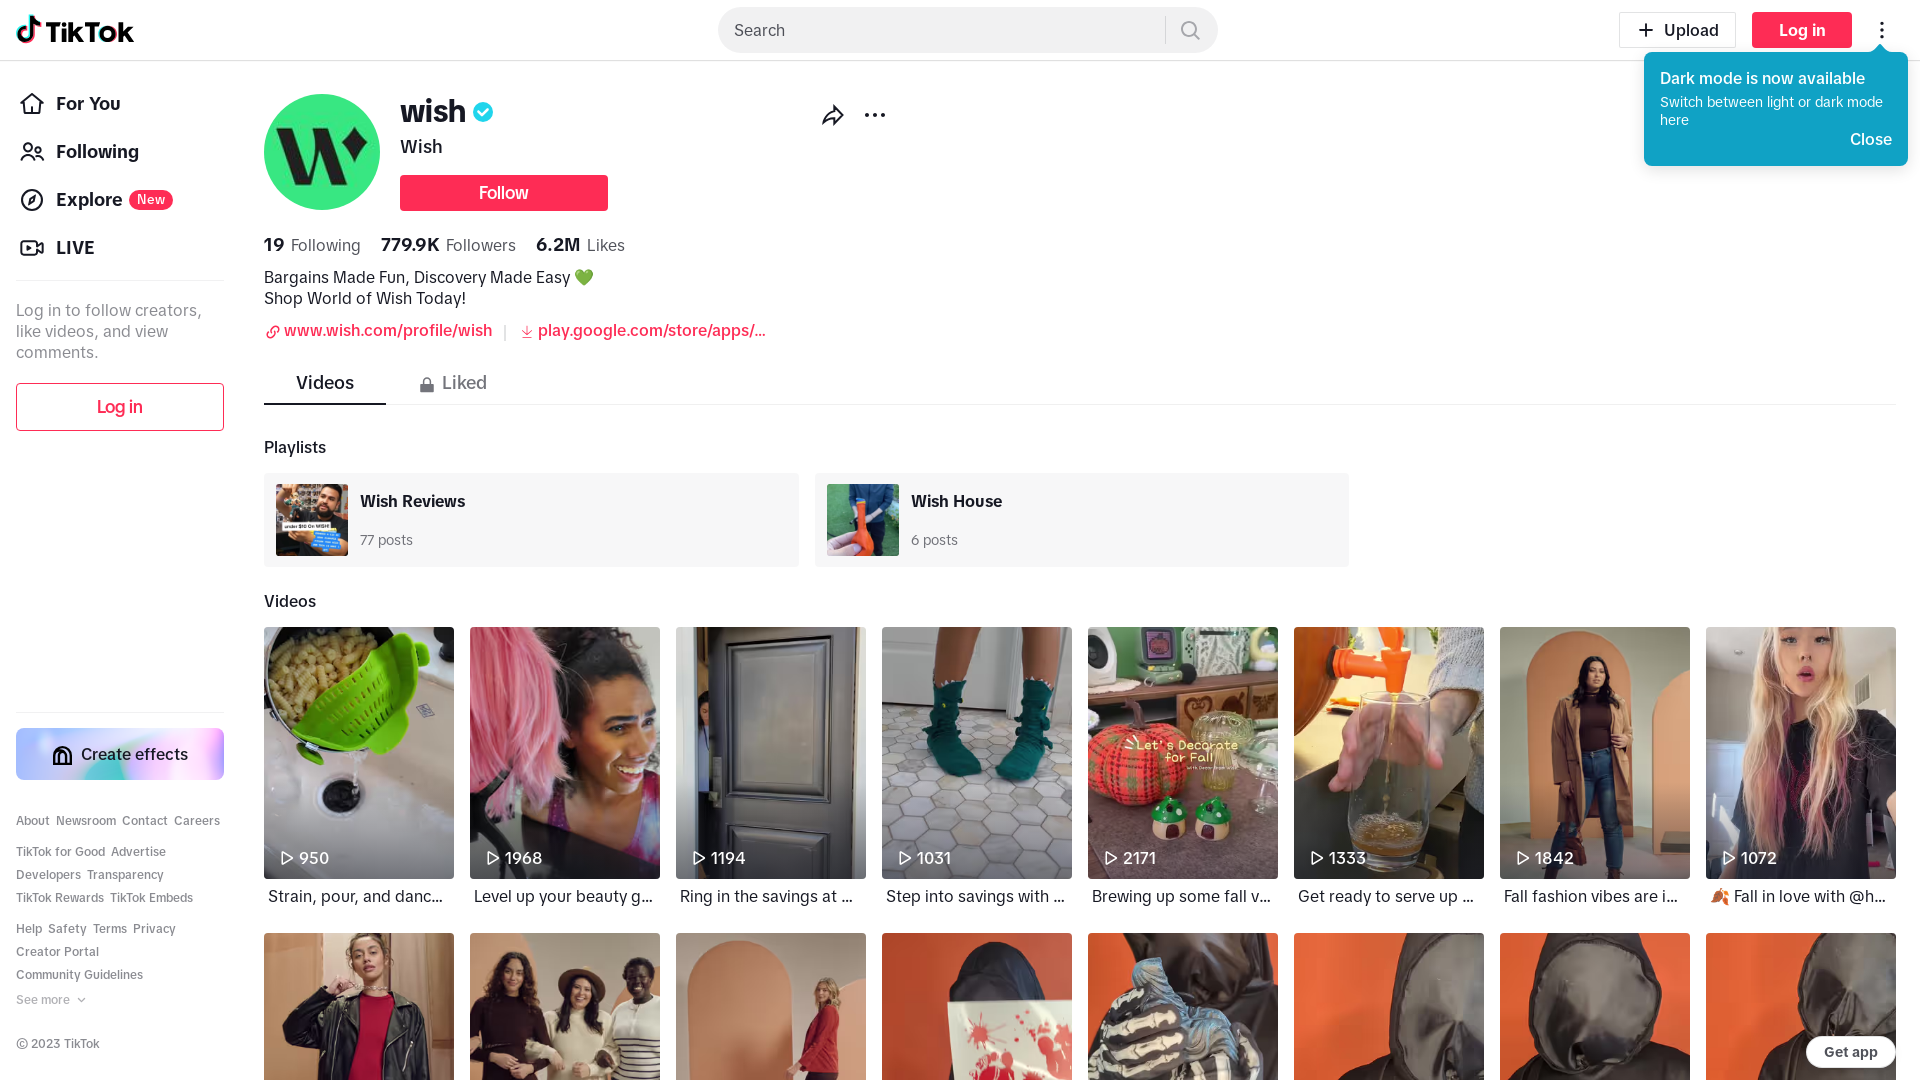 TikTok
Search
Upload
Log in
Dark mode is now available
Switch between light or dark mode
here
Close
For You
Following
Explore New
LIVE
Log in to follow creators,
like videos, and view
comments.
Log in
Create effects
About Newsroom Contact Careers
TikTok for Good Advertise
Developers Transparency
TikTok Rewards TikTok Embeds
Help Safety Terms Privacy
Creator Portal
Community Guidelines
See more
© 2023 TikTok
wish
Wish
Follow
19 Following 779.9K Followers 6.2M Likes
Bargains Made Fun, Discovery Made Easy 💚
Shop World of Wish Today!
www.wish.com/profile/wish | play.google.com/store/apps/...
Videos Liked
Playlists
under $10 On WISH!
Wish Reviews
77 posts
Wish House
6 posts
Videos
Let's Decorate
for Fall
950
1968
1194
1031
2171
1333
1842
1072
Strain, pour, and danc...
Level up your beauty g...
Ring in the savings at ...
Step into savings with ...
Brewing up some fall v...
Get ready to serve up ...
Fall fashion vibes are i...
🍂 Fall in love with @h...
Get app